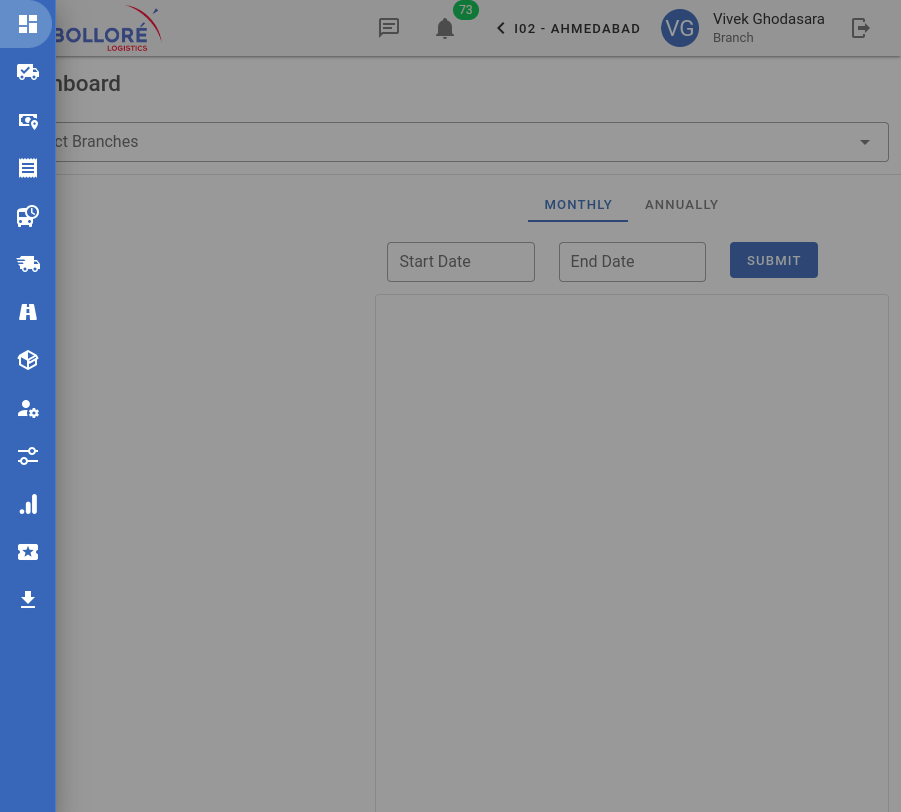 BOLLORÉ
LOGISTICS
73
I02 - AHMEDABAD
VG
Vivek Ghodasara
Branch
nboard
ct Branches
MONTHLY
ANNUALLY
Start Date
End Date
SUBMIT